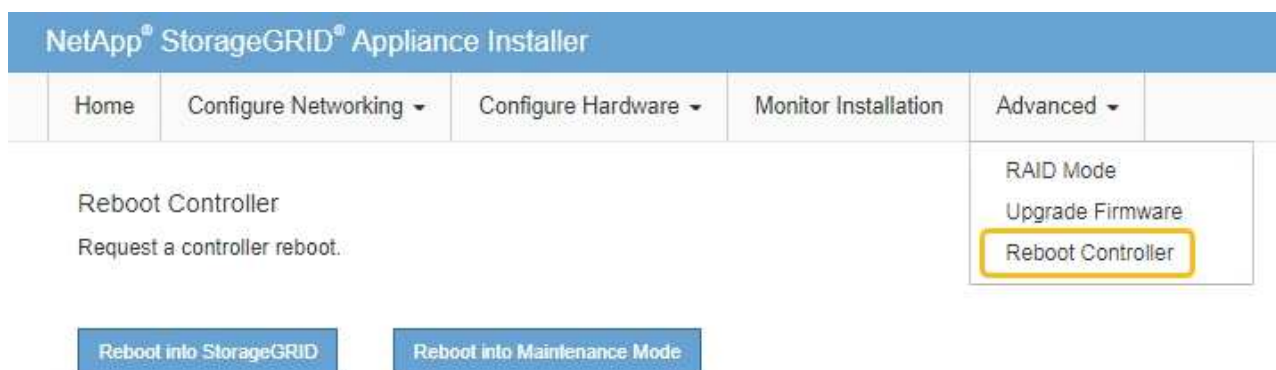 NetApp® StorageGRID® Appliance Installer
Home Configure Networking Configure Hardware Monitor Installation Advanced
RAID Mode
Upgrade Firmware
Reboot Controller
Reboot Controller
Request a controller reboot.
Reboot into StorageGRID Reboot into Maintenance Mode